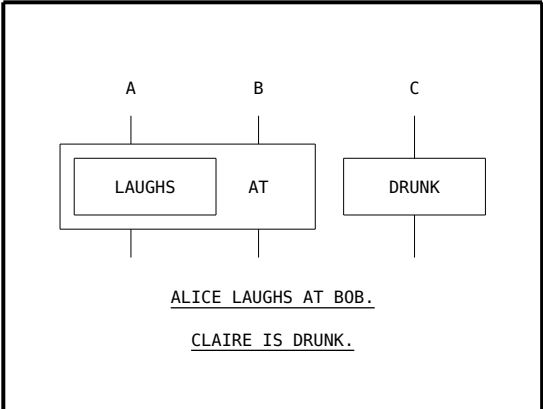 A B C
LAUGHS AT DRUNK
ALICE LAUGHS AT BOB.
CLAIRE IS DRUNK.